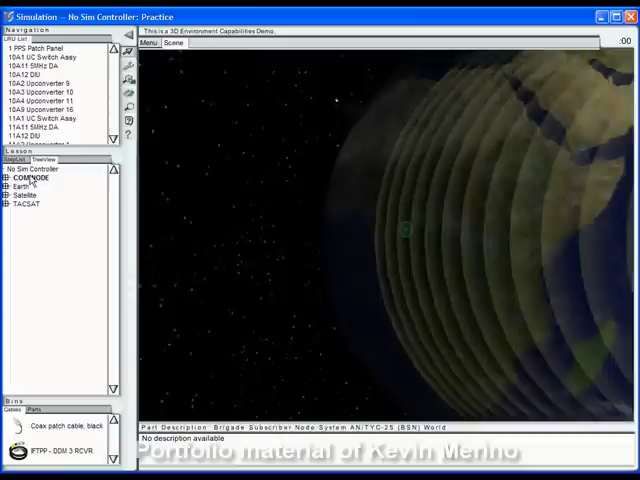 Simulation -- No Sim Controller: Practice
Navigation
LRU List
1 PPS Patch Panel
10A1 UC Switch Assy
10A11 5MHz DA
10A12 DIU
10A2 Upconverter 9
10A3 Upconverter 10
10A4 Upconverter 11
10A9 Upconverter 16
11A1 UC Switch Assy
11A11 5MHz DA
11A12 DIU
This is a 3D Environment Capabilities Demo.
Menu Scene
:00
Lesson
StepList TreeView
No Sim Controller
COMNODE
Earth
Satellite
TACSAT
Bins
Cables Parts
Coax patch cable, black
IFTPP - DDM 3 RCVR
Part Description: Brigade Subscriber Node System AN/TYC-25 (BSN) World
No description available
Portfolio material of Kevin Merino